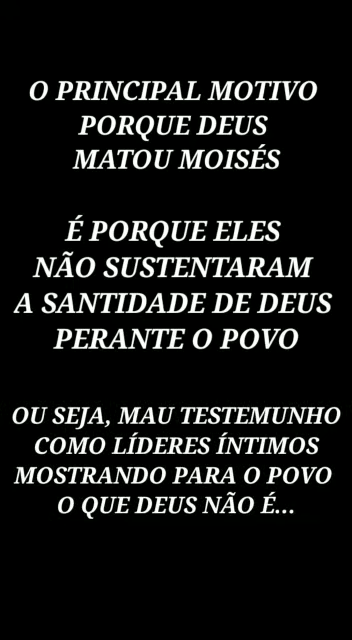 O PRINCIPAL MOTIVO
PORQUE DEUS
MATOU MOISÉS
É PORQUE ELES
NÃO SUSTENTARAM
A SANTIDADE DE DEUS
PERANTE O POVO
OU SEJA, MAU TESTEMUNHO
COMO LÍDERES ÍNTIMOS
MOSTRANDO PARA O POVO
O QUE DEUS NÃO É...